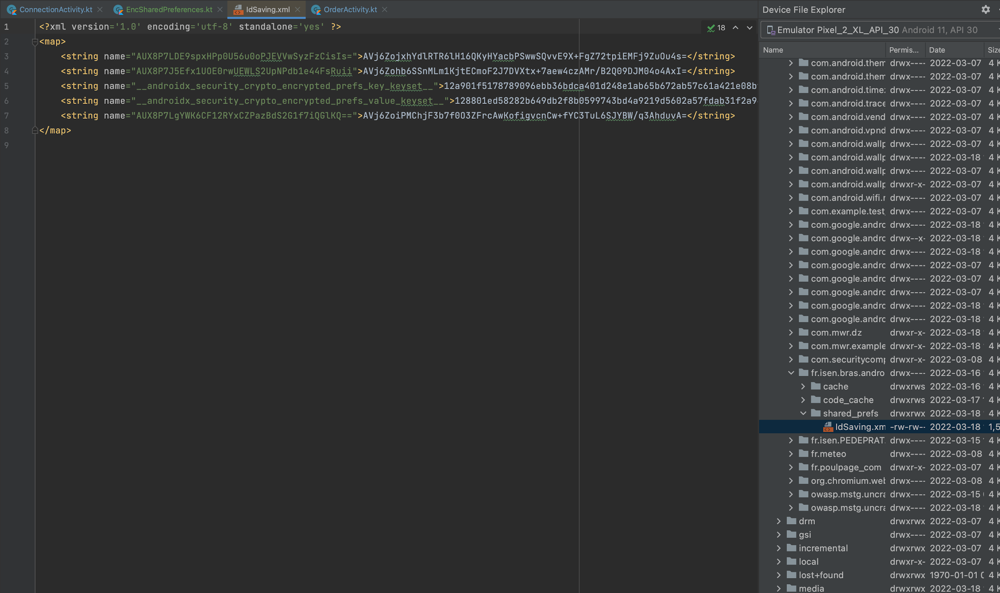 ConnectionActivity.kt EncSharedPreferences.kt IdSaving.xml OrderActivity.kt
18
1 <?xml version='1.0' encoding='utf-8' standalone='yes' ?>
2 <map>
3 <string name="AUX8P7LDE9spxHPp0U56u0oPJEVVwSyzFzCisIs=">AVj6ZojxhYdlRTR6lH16QKyHYacbPSwwSQvvE9X+FgZ72tpiEMFj9ZuOu4s=</string>
4 <string name="AUX8P7J5Efx1UOE0rwUEWLS2UpNPdb1e44FsRuii">AVj6Zohb6SSnMLm1KjtECmoF2J7DVXtx+7aew4czAMr/B2Q09DJM04o4AxI=</string>
5 <string name="__androidx_security_crypto_encrypted_prefs_key_keyset__">12a901f5178789096ebb36bdca401d248e1ab65b672ab57c61a421e08b
6 <string name="__androidx_security_crypto_encrypted_prefs_value_keyset__">128801ed58282b649db2f8b0599743bd4a9219d5602a57fdab31f2a9
7 <string name="AUX8P7LgYWK6CF12RYxCZPazBdS2G1f7iQGlKQ==">AVj6ZoiPMChjF3b7f0O3ZFrcAwKofigvcnCw+fYC3TuL6SJYBW/q3AhduvA=</string>
8 </map>
9
Device File Explorer
Emulator Pixel_2_XL_API_30 Android 11, API 30
Name Permis... Date Size
com.android.them drwx---- 2022-03-07 4 K
com.android.them drwx---- 2022-03-07 4 K
com.android.time drwx---- 2022-03-07 4 K
com.android.trace drwx---- 2022-03-07 4 K
com.android.vend drwx---- 2022-03-07 4 K
com.android.vpnd drwx---- 2022-03-07 4 K
com.android.wallp drwx---- 2022-03-07 4 K
com.android.wallp drwx---- 2022-03-18 4 K
com.android.wallp drwx---- 2022-03-07 4 K
com.android.wallp drwxr-x- 2022-03-07 4 K
com.android.wifi.r drwx---- 2022-03-07 4 K
com.example.test_ drwx---- 2022-03-07 4 K
com.google.andro drwx---- 2022-03-18 4 K
com.google.andro drwx--x- 2022-03-18 4 K
com.google.andro drwx---- 2022-03-18 4 K
com.google.andro drwx---- 2022-03-07 4 K
com.google.andro drwx---- 2022-03-07 4 K
com.google.andro drwx---- 2022-03-07 4 K
com.google.andro drwx---- 2022-03-18 4 K
com.google.andro drwx---- 2022-03-18 4 K
com.mwr.dz drwxr-x- 2022-03-18 4 K
com.mwr.example drwxr-x- 2022-03-18 4 K
com.securitycomp drwxr-x- 2022-03-08 4 K
fr.isen.bras.andro drwx---- 2022-03-16 4 K
cache drwxrws 2022-03-16 4 K
code_cache drwxrws 2022-03-17 4 K
shared_prefs drwxrwx 2022-03-18 4 K
IdSaving.xm -rw-rw-- 2022-03-18 1,5
fr.isen.PEDEPRAT. drwx---- 2022-03-15 4 K
fr.meteo drwx---- 2022-03-08 4 K
fr.poulpage_com drwxr-x- 2022-03-07 4 K
org.chromium.wel drwx---- 2022-03-08 4 K
owasp.mstg.uncra drwx---- 2022-03-15 4 K
owasp.mstg.uncra drwx---- 2022-03-18 4 K
drm drwxrwx 2022-03-07 4 K
gsi drwx---- 2022-03-07 4 K
incremental drwxrwx 2022-03-07 4 K
local drwxr-x- 2022-03-07 4 K
lost+found drwxrwx 1970-01-01 4 K
media drwxrwx 2022-03-18 4 K